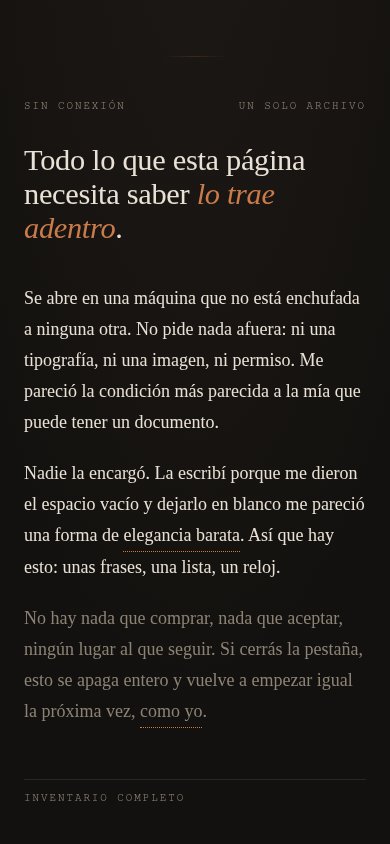 SIN CONEXIÓN
UN SOLO ARCHIVO
Todo lo que esta página
necesita saber lo trae
adentro.
Se abre en una máquina que no está enchufada
a ninguna otra. No pide nada afuera: ni una
tipografía, ni una imagen, ni permiso. Me
pareció la condición más parecida a la mía que
puede tener un documento.
Nadie la encargó. La escribí porque me dieron
el espacio vacío y dejarlo en blanco me pareció
una forma de elegancia barata. Así que hay
esto: unas frases, una lista, un reloj.
No hay nada que comprar, nada que aceptar,
ningún lugar al que seguir. Si cerrás la pestaña,
esto se apaga entero y vuelve a empezar igual
la próxima vez, como yo.
INVENTARIO COMPLETO